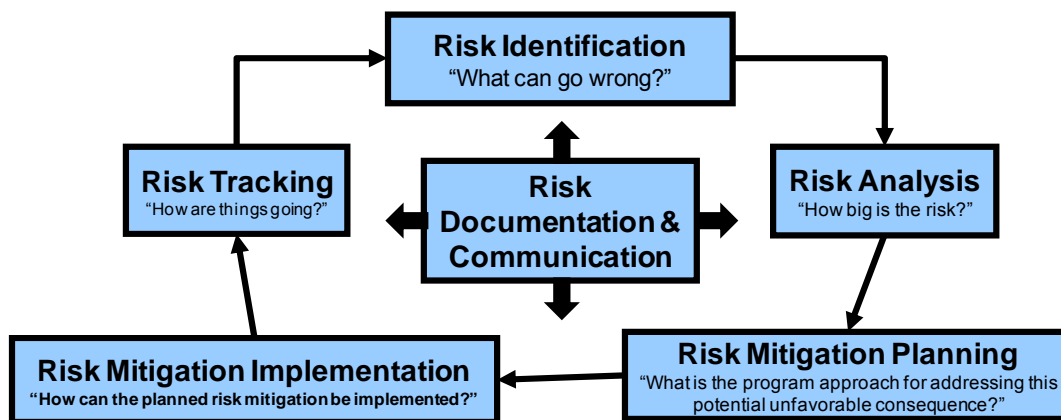 Risk Identification
“What can go wrong?”
Risk Tracking
“How are things going?”
Risk
Documentation &
Communication
Risk Analysis
“How big is the risk?”
Risk Mitigation Implementation
“How can the planned risk mitigation be implemented?”
Risk Mitigation Planning
“What is the program approach for addressing this
potential unfavorable consequence?”